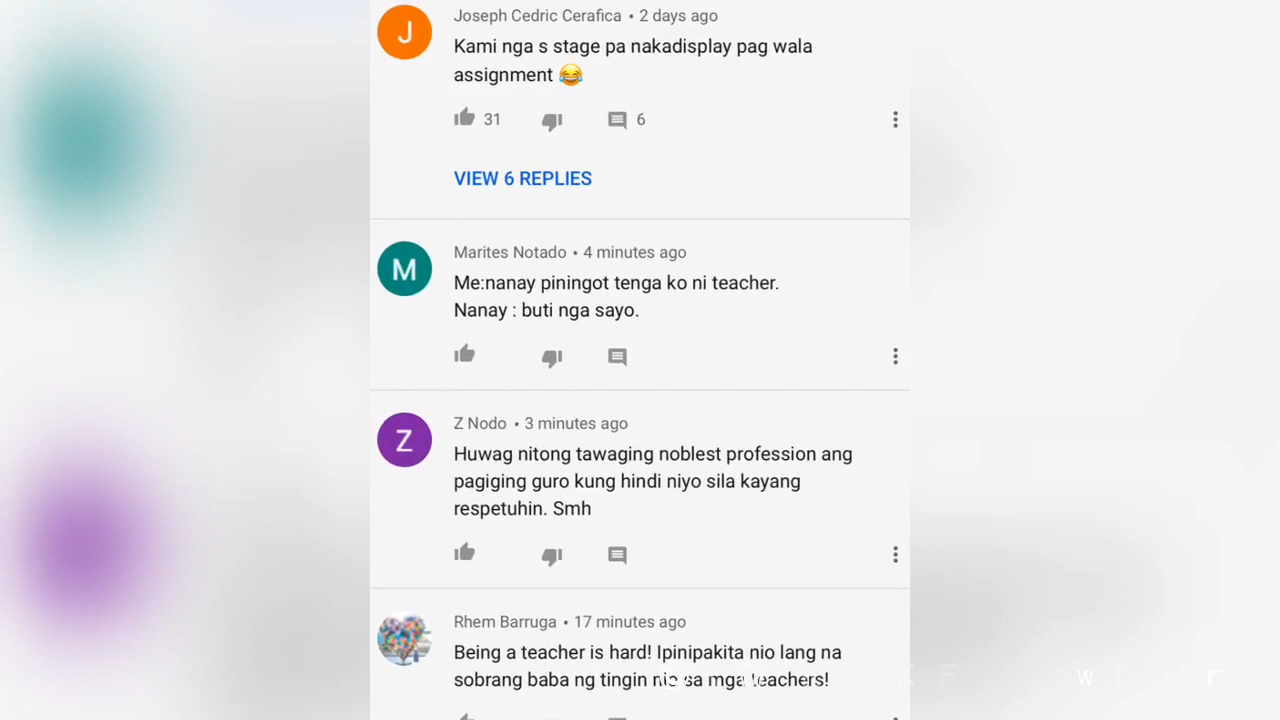 J
Joseph Cedric Cerafica • 2 days ago
Kami nga s stage pa nakadisplay pag wala
assignment 😂
31 6
VIEW 6 REPLIES
M
Marites Notado • 4 minutes ago
Me:nanay piningot tenga ko ni teacher.
Nanay : buti nga sayo.
Z
Z Nodo • 3 minutes ago
Huwag nitong tawaging noblest profession ang
pagiging guro kung hindi niyo sila kayang
respetuhin. Smh
Rhem Barruga • 17 minutes ago
Being a teacher is hard! Ipinipakita nio lang na
sobrang baba ng tingin sa mga teachers!